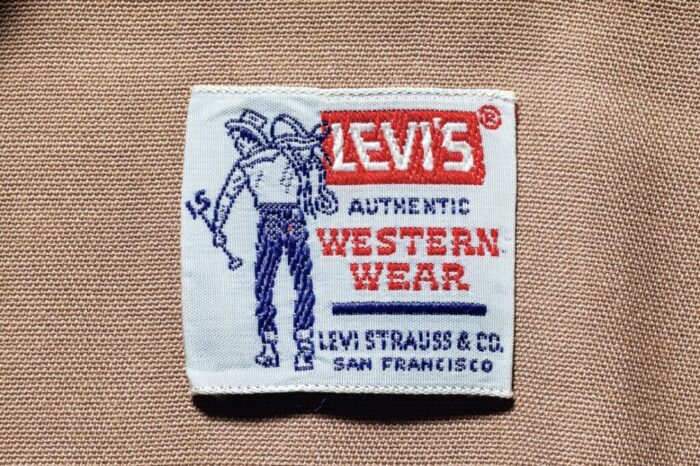 LEVI'S®
AUTHENTIC
WESTERN
WEAR
LEVI STRAUSS & CO.
SAN FRANCISCO